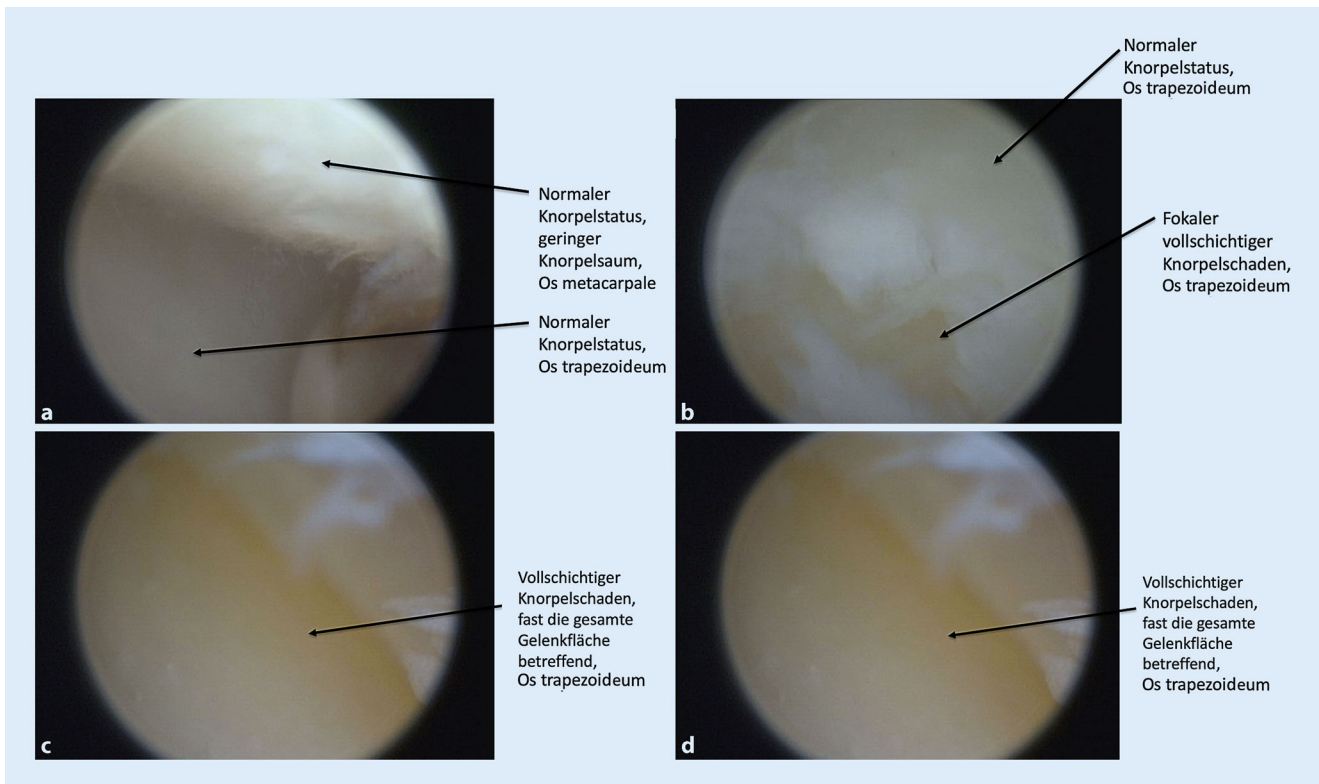 Normaler
Knorpelstatus,
geringer
Knorpelsaum,
Os metacarpale
Normaler
Knorpelstatus,
Os trapezoideum
a
Normaler
Knorpelstatus,
Os trapezoideum
Fokaler
vollschichtiger
Knorpelschaden,
Os trapezoideum
b
Vollschichtiger
Knorpelschaden,
fast die gesamte
Gelenkfläche
betreffend,
Os trapezoideum
c
Vollschichtiger
Knorpelschaden,
fast die gesamte
Gelenkfläche
betreffend,
Os trapezoideum
d